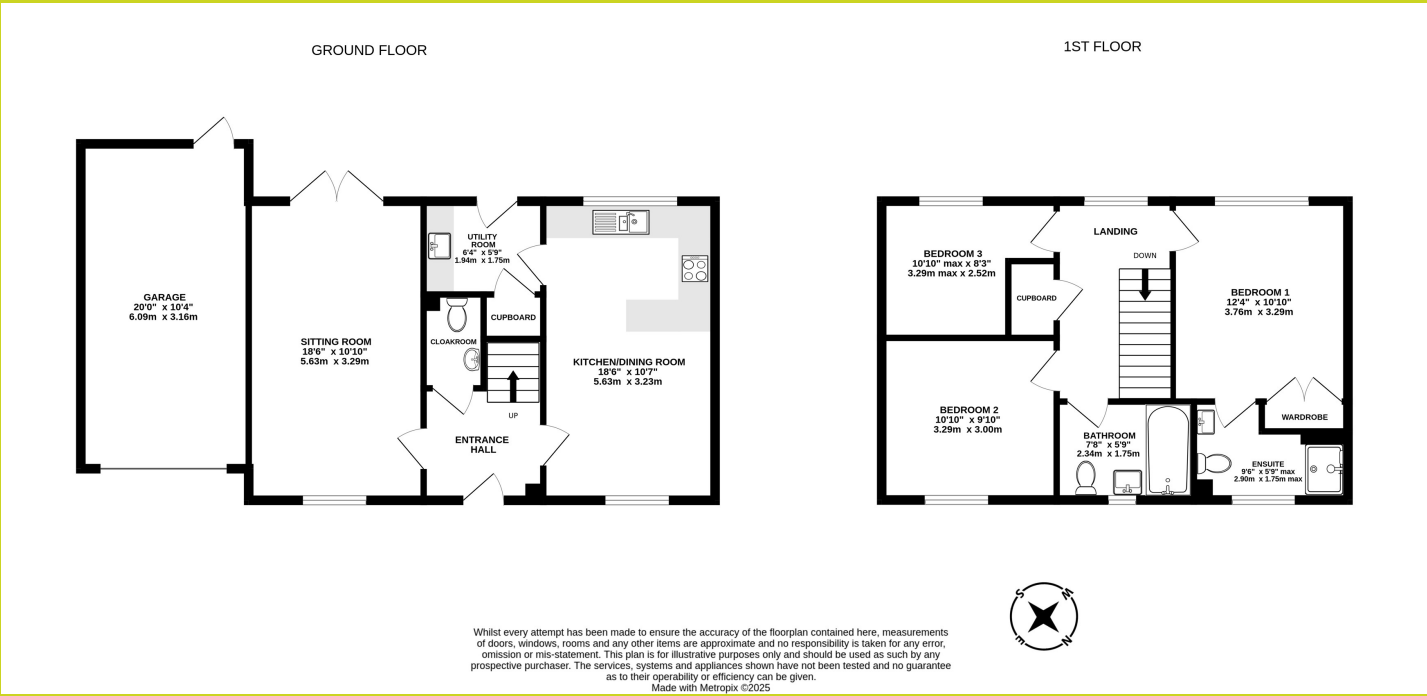 GROUND FLOOR
1ST FLOOR
GARAGE
20'0" x 10'4"
6.09m x 3.16m
SITTING ROOM
18'6" x 10'10"
5.63m x 3.29m
UTILITY
ROOM
6'4" x 5'9"
1.94m x 1.75m
CUPBOARD
CLOAKROOM
KITCHEN/DINING ROOM
18'6" x 10'7"
5.63m x 3.23m
UP
ENTRANCE
HALL
BEDROOM 3
10'10" max x 8'3"
3.29m max x 2.52m
LANDING
DOWN
CUPBOARD
BEDROOM 1
12'4" x 10'10"
3.76m x 3.29m
BEDROOM 2
10'10" x 9'10"
3.29m x 3.00m
WARDROBE
BATHROOM
7'8" x 5'9"
2.34m x 1.75m
ENSUITE
9'6" x 5'9" max
2.90m x 1.75m max
S
W
E
N
Whilst every attempt has been made to ensure the accuracy of the floorplan contained here, measurements
of doors, windows, rooms and any other items are approximate and no responsibility is taken for any error,
omission or mis-statement. This plan is for illustrative purposes only and should be used as such by any
prospective purchaser. The services, systems and appliances shown have not been tested and no guarantee
as to their operability or efficiency can be given.
Made with Metropix ©2025